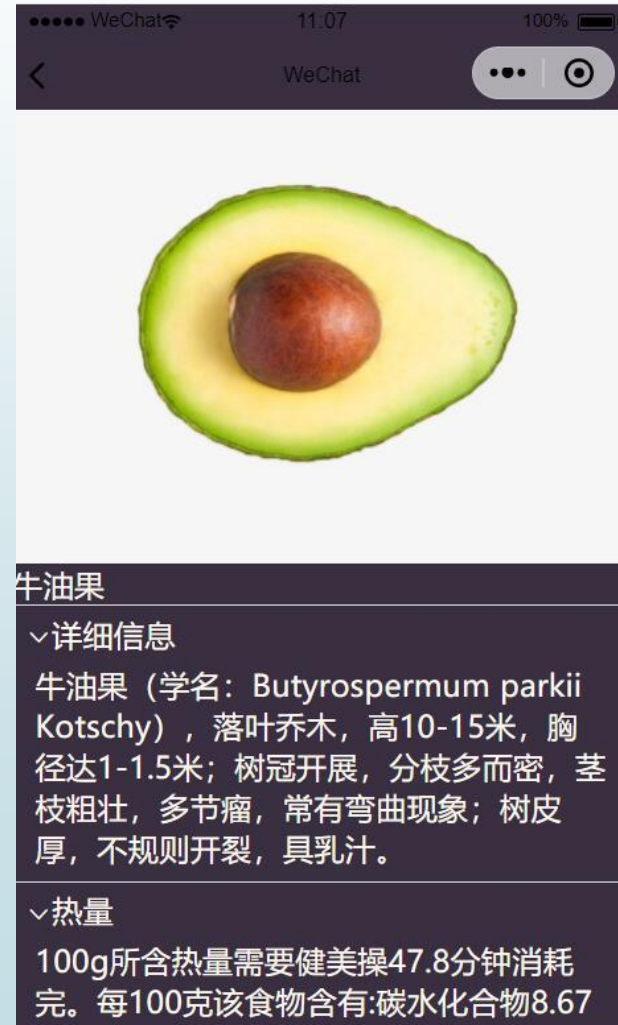 WeChat 11:07 100%
WeChat
牛油果
详细信息
牛油果（学名：Butyrospermum parkii
Kotschy），落叶乔木，高10-15米，胸
径达1-1.5米；树冠开展，分枝多而密，茎
枝粗壮，多节瘤，常有弯曲现象；树皮
厚，不规则开裂，具乳汁。
热量
100g所含热量需要健美操47.8分钟消耗
完。每100克该食物含有:碳水化合物8.67